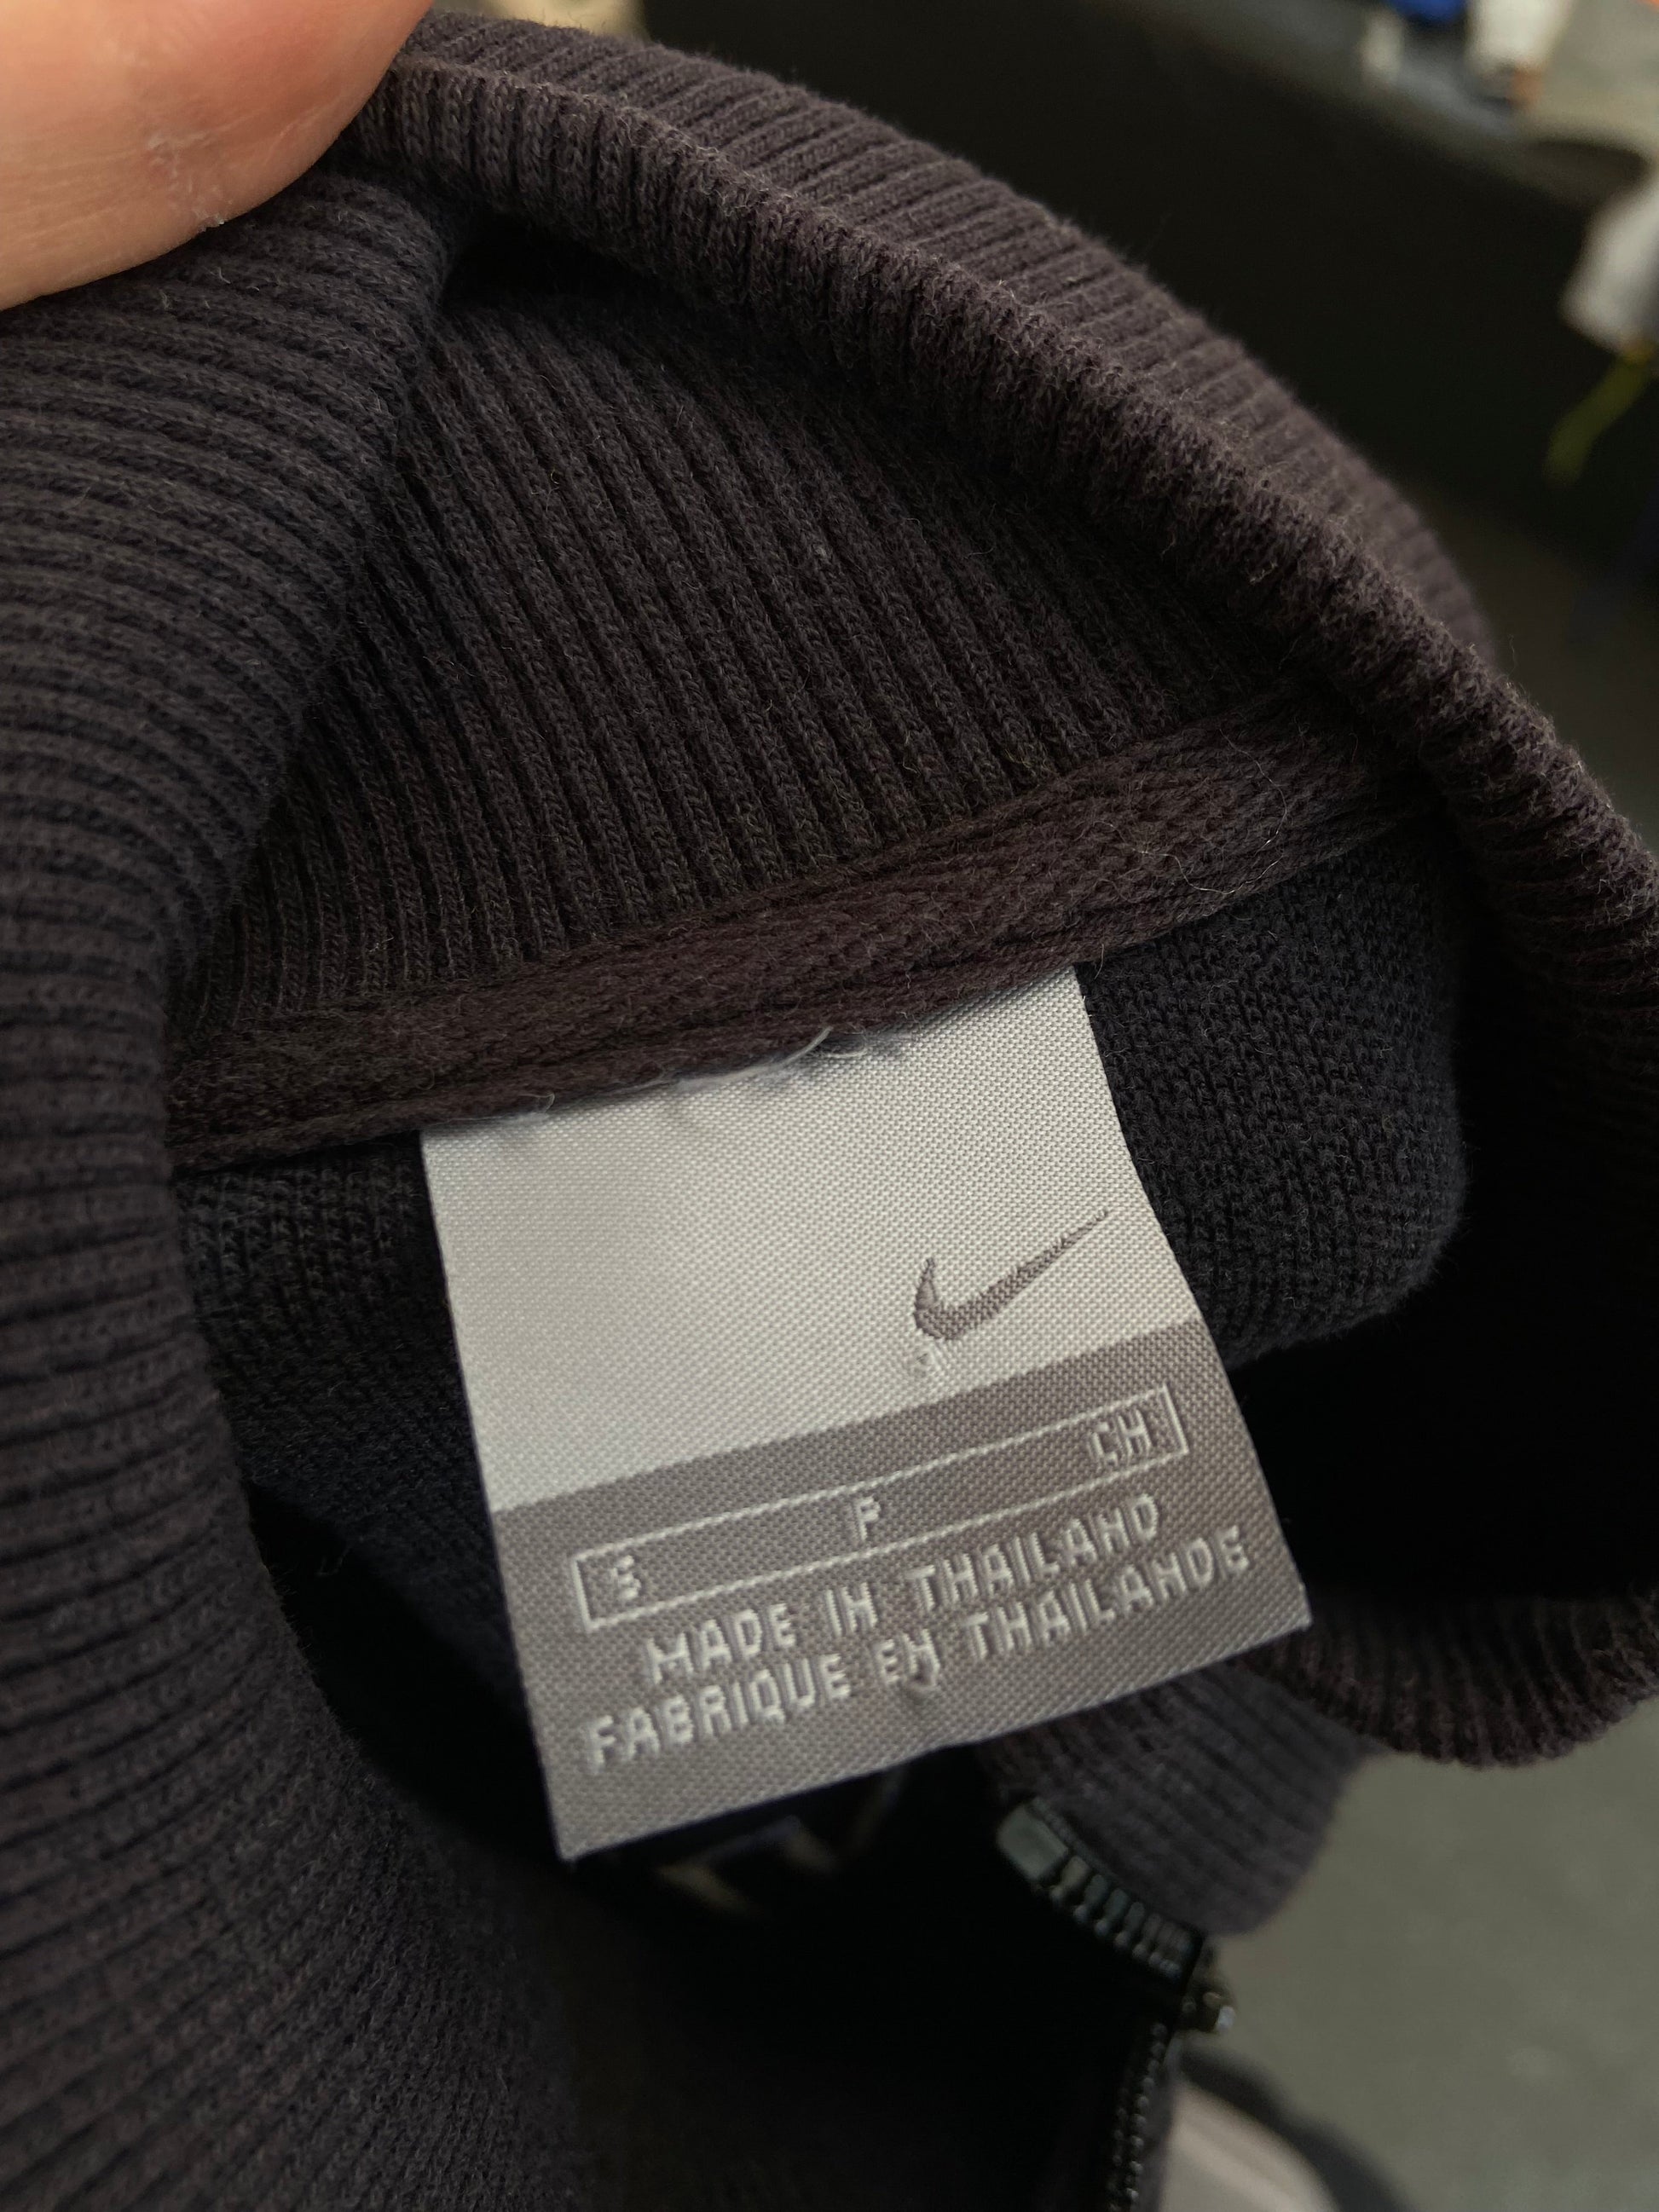 S P CH
MADE IN THAILAND
FABRIQUE EN THAILANDE